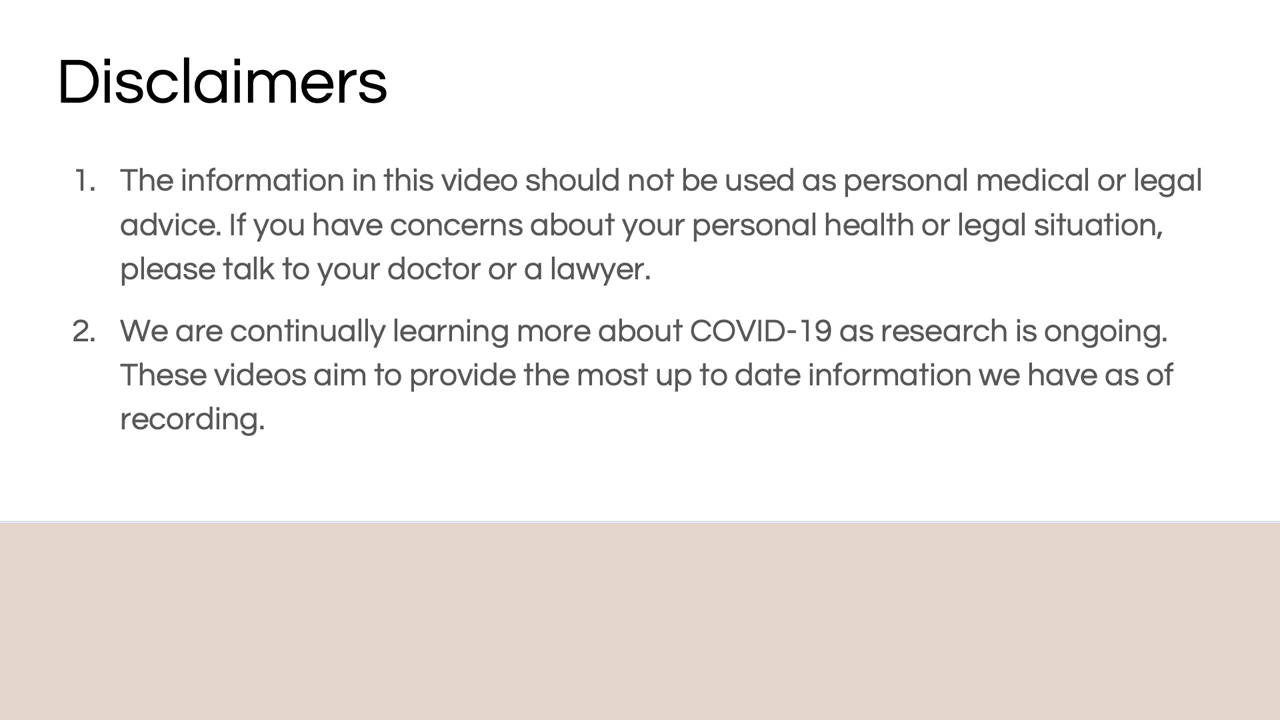 Disclaimers
1. The information in this video should not be used as personal medical or legal
advice. If you have concerns about your personal health or legal situation,
please talk to your doctor or a lawyer.
2. We are continually learning more about COVID-19 as research is ongoing.
These videos aim to provide the most up to date information we have as of
recording.